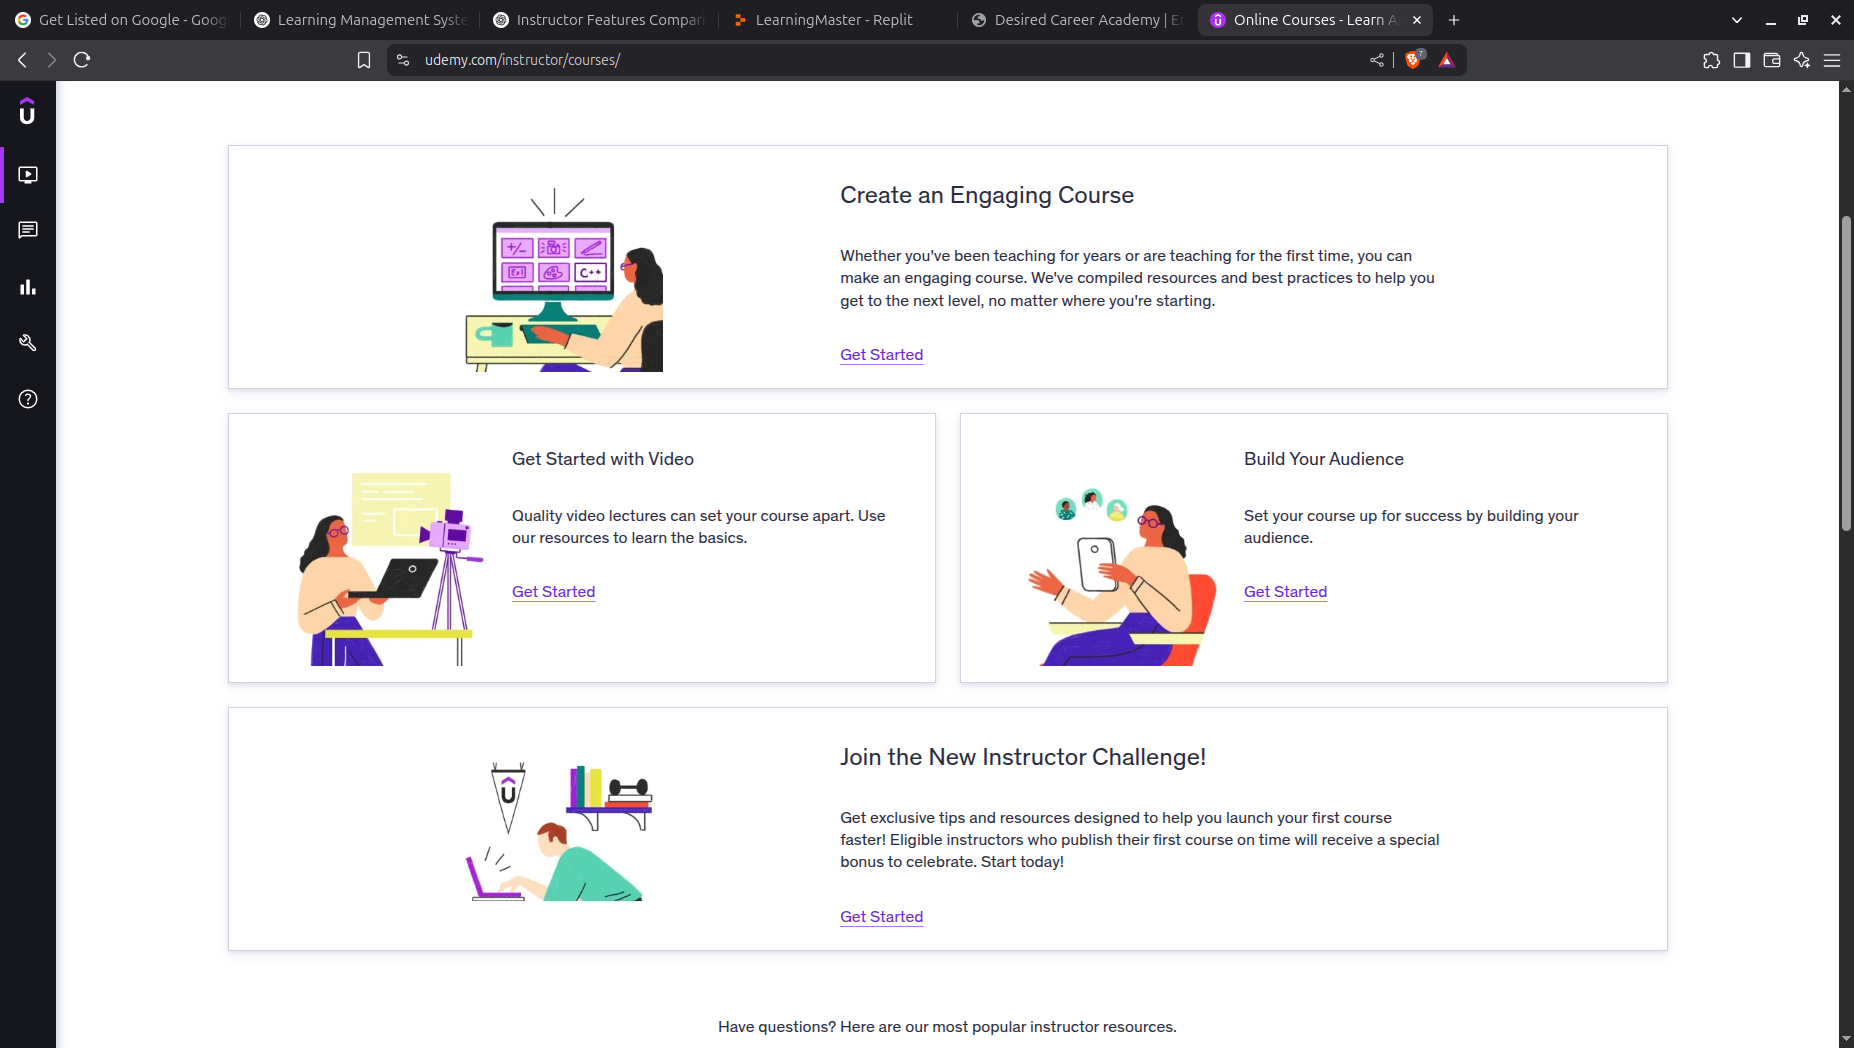 Get Listed on Google - Goog
Learning Management Syste
Instructor Features Compari
LearningMaster - Replit
Desired Career Academy | E
Online Courses - Learn A
udemy.com/instructor/courses/
7
Create an Engaging Course
+/-
C++
Whether you've been teaching for years or are teaching for the first time, you can
make an engaging course. We've compiled resources and best practices to help you
get to the next level, no matter where you're starting.
Get Started
Get Started with Video
Quality video lectures can set your course apart. Use
our resources to learn the basics.
Get Started
Build Your Audience
Set your course up for success by building your
audience.
Get Started
Join the New Instructor Challenge!
Get exclusive tips and resources designed to help you launch your first course
faster! Eligible instructors who publish their first course on time will receive a special
bonus to celebrate. Start today!
Get Started
Have questions? Here are our most popular instructor resources.